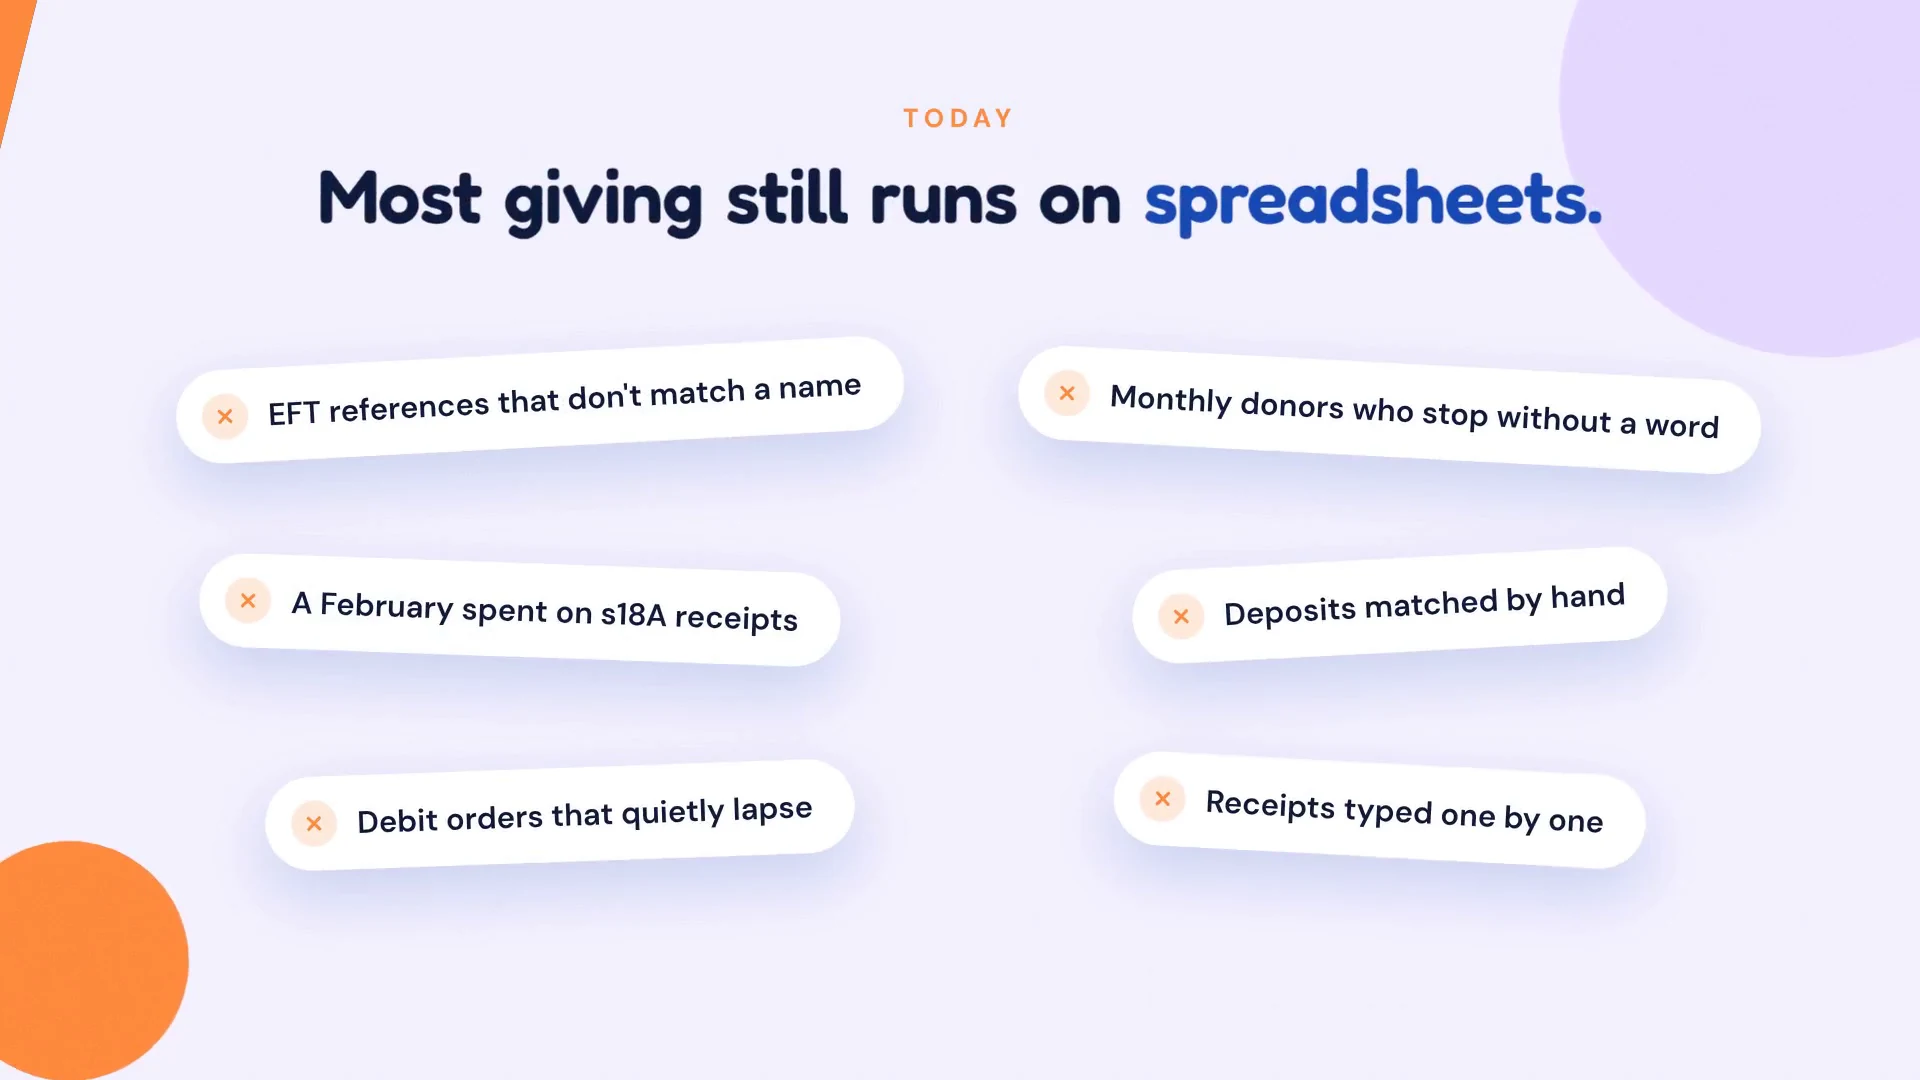 TODAY
Most giving still runs on spreadsheets.
EFT references that don't match a name
Monthly donors who stop without a word
A February spent on s18A receipts
Deposits matched by hand
Debit orders that quietly lapse
Receipts typed one by one